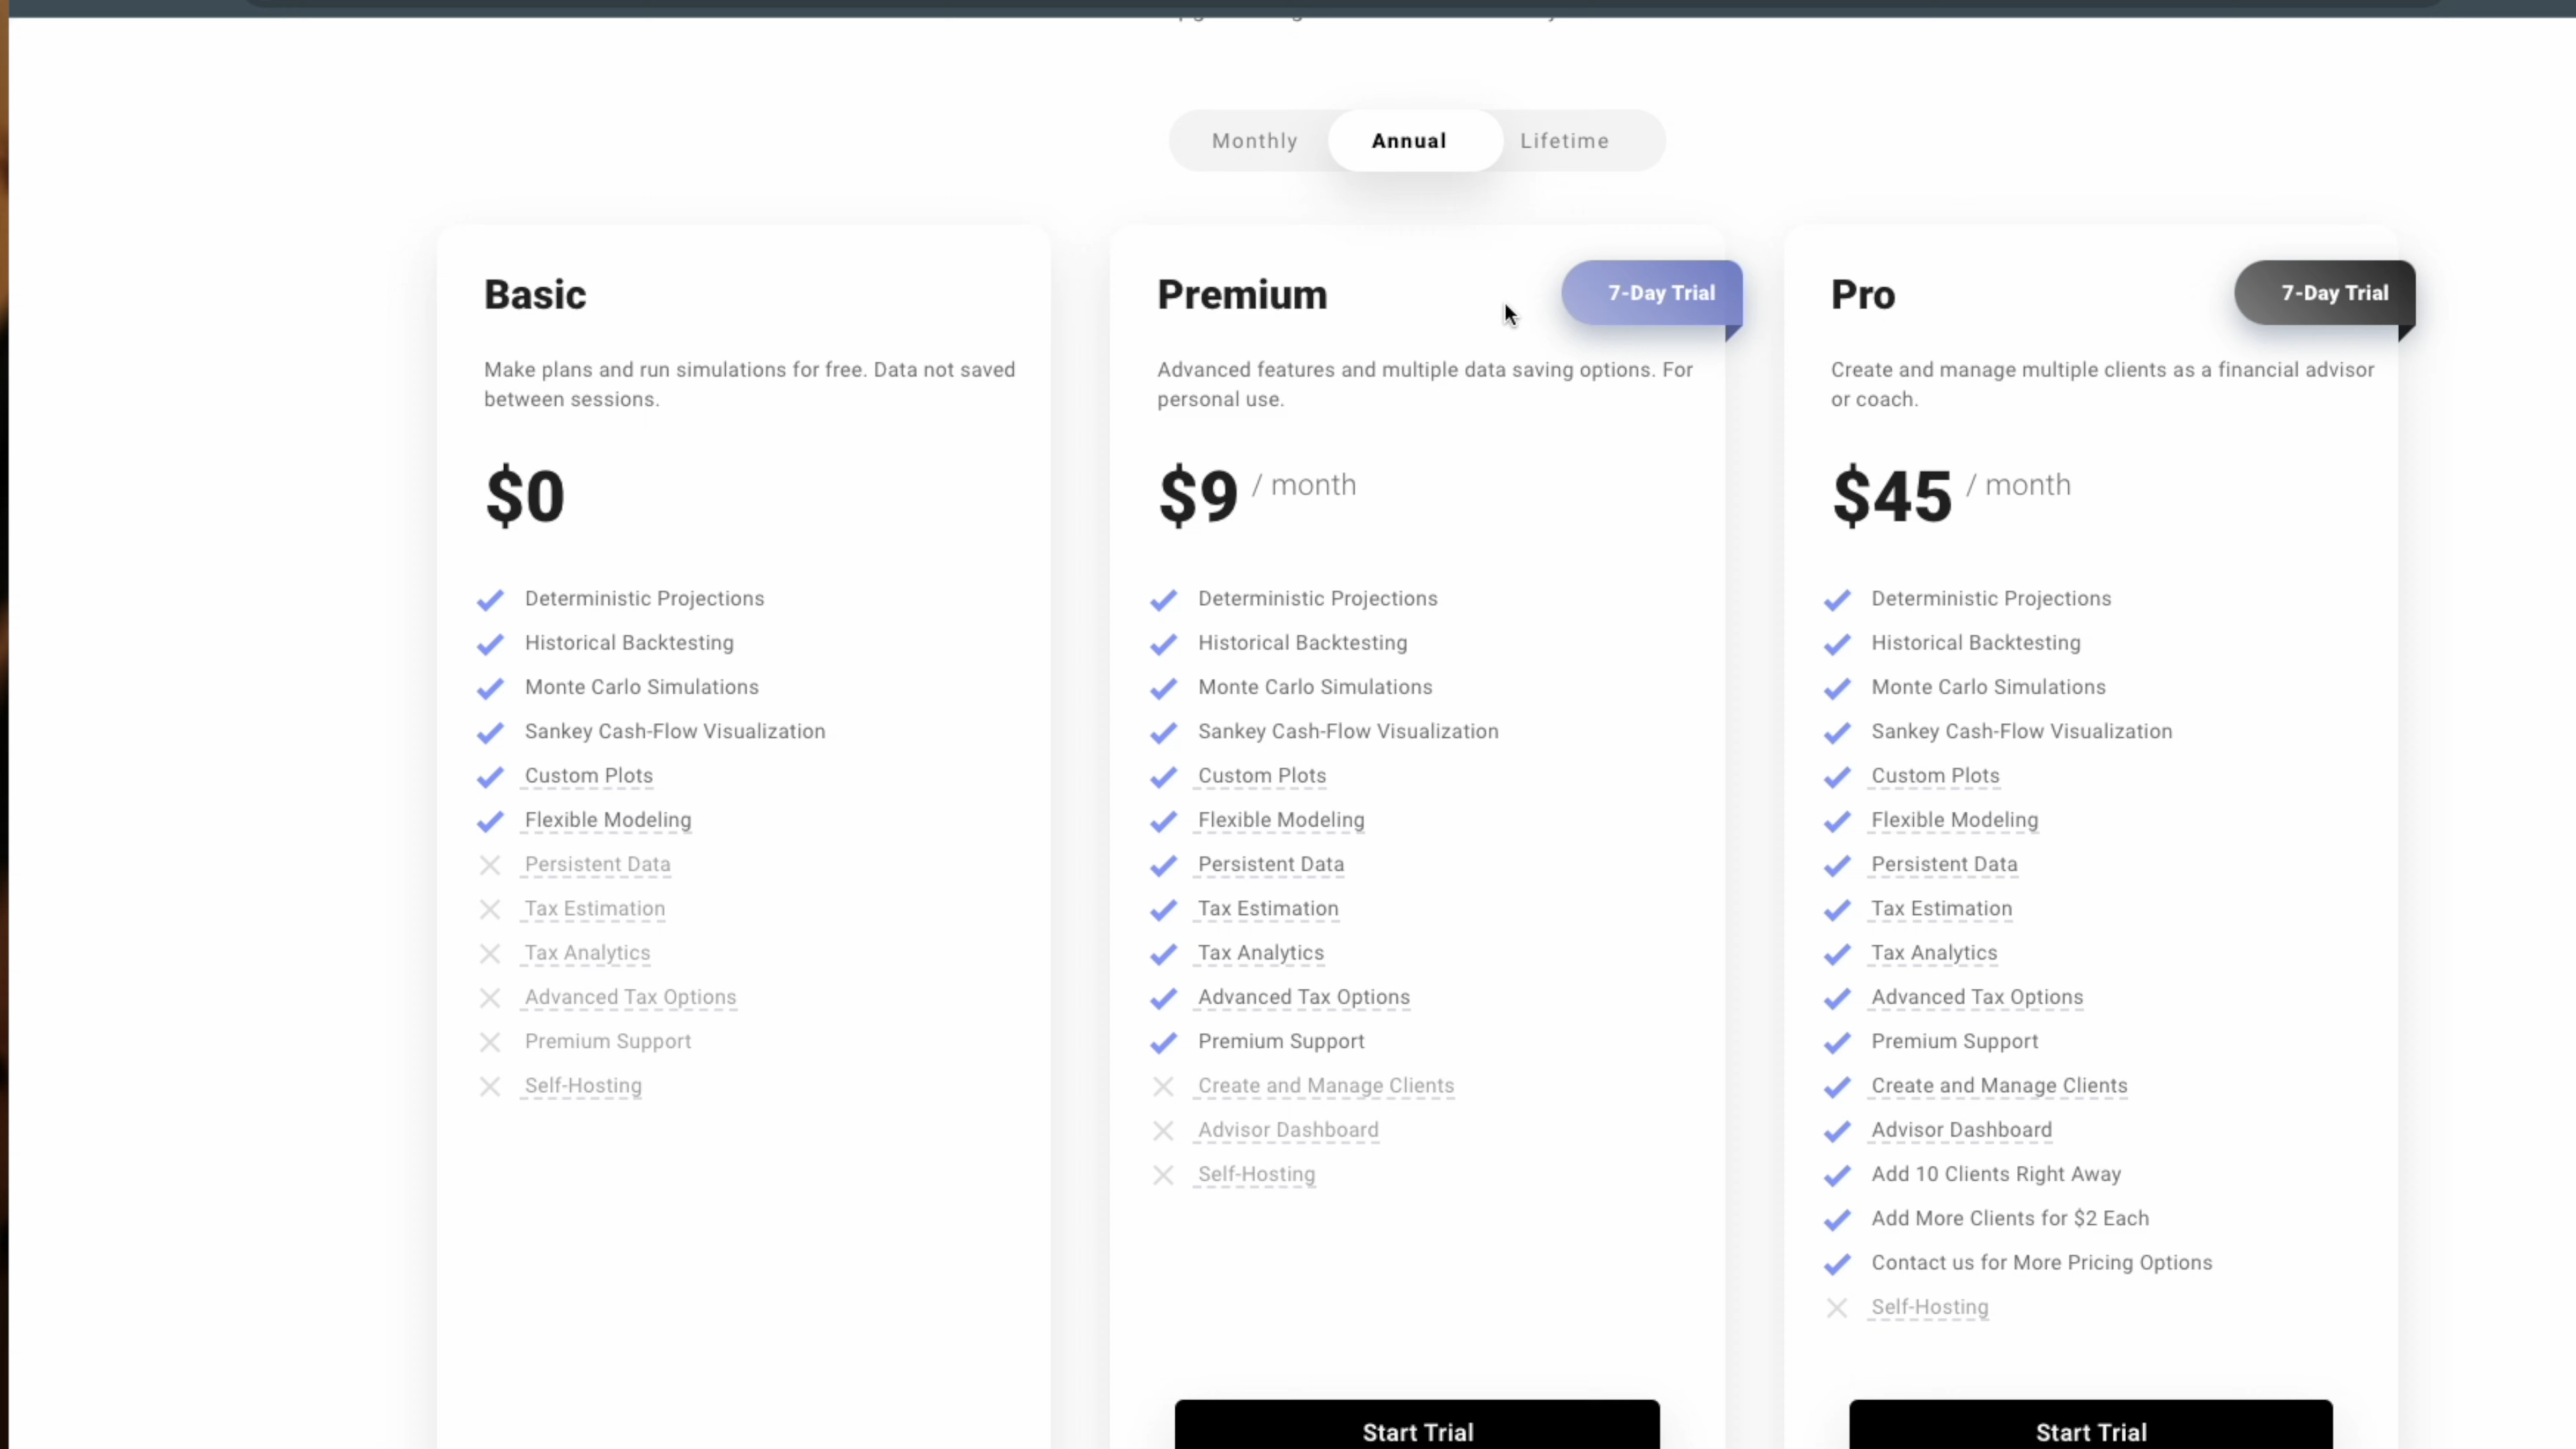 Monthly Annual Lifetime
Basic
Make plans and run simulations for free. Data not saved
between sessions.
$0
Deterministic Projections
Historical Backtesting
Monte Carlo Simulations
Sankey Cash-Flow Visualization
Custom Plots
Flexible Modeling
Persistent Data
Tax Estimation
Tax Analytics
Advanced Tax Options
Premium Support
Self-Hosting
Premium
7-Day Trial
Advanced features and multiple data saving options. For
personal use.
$9 / month
Deterministic Projections
Historical Backtesting
Monte Carlo Simulations
Sankey Cash-Flow Visualization
Custom Plots
Flexible Modeling
Persistent Data
Tax Estimation
Tax Analytics
Advanced Tax Options
Premium Support
Create and Manage Clients
Advisor Dashboard
Self-Hosting
Start Trial
Pro
7-Day Trial
Create and manage multiple clients as a financial advisor
or coach.
$45 / month
Deterministic Projections
Historical Backtesting
Monte Carlo Simulations
Sankey Cash-Flow Visualization
Custom Plots
Flexible Modeling
Persistent Data
Tax Estimation
Tax Analytics
Advanced Tax Options
Premium Support
Create and Manage Clients
Advisor Dashboard
Add 10 Clients Right Away
Add More Clients for $2 Each
Contact us for More Pricing Options
Self-Hosting
Start Trial